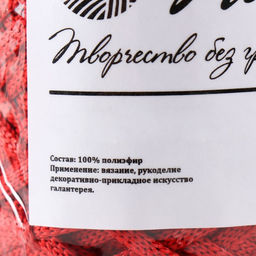 Творчество без
Состав: 100% полиэфир
Применение: вязание, рукоделие
декоративно-прикладное искусство
галантерея.